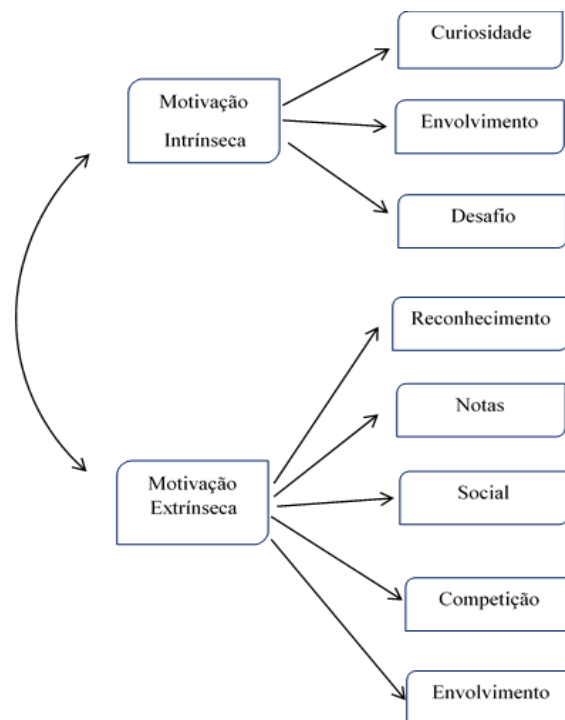 Motivação
Intrínseca
Curiosidade
Envolvimento
Desafio
Motivação
Extrínseca
Reconhecimento
Notas
Social
Competição
Envolvimento